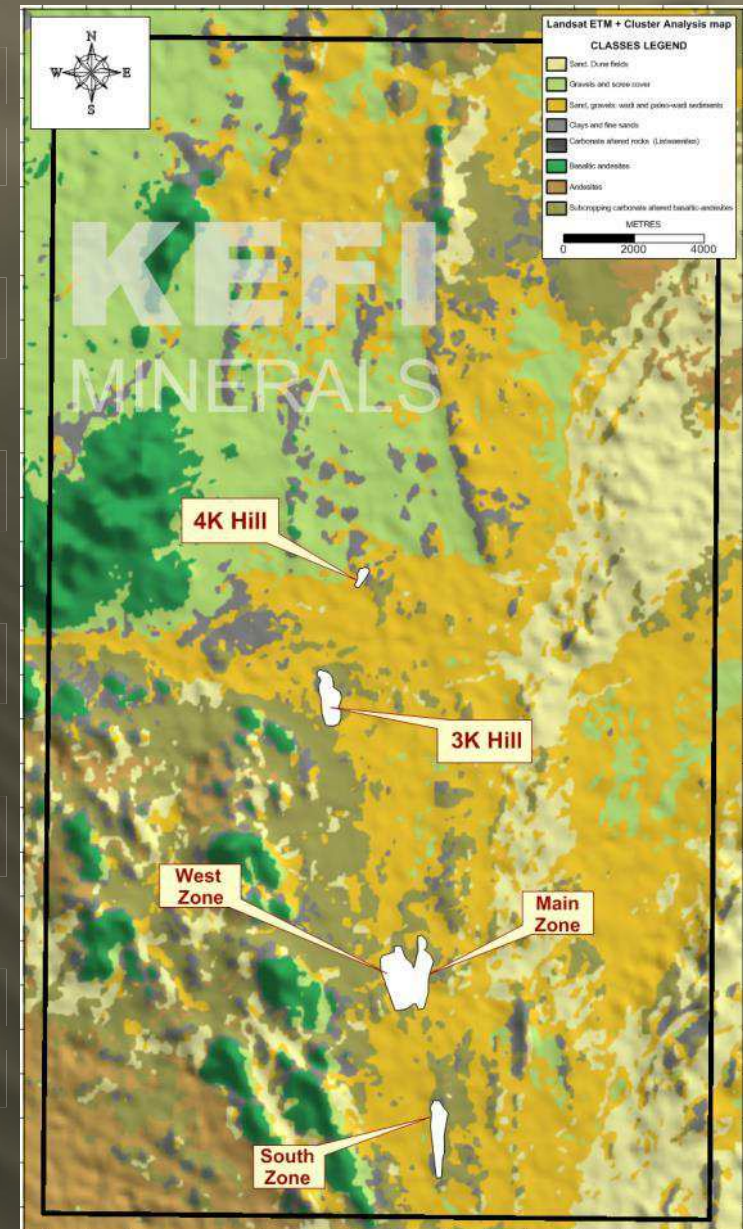 Landsat ETM + Cluster Analysis map
CLASSES LEGEND
Sand. Dune fields
Gravels and scree cover
Sand, gravels: wadi and paleo-wadi sediments
Clays and fine sands
Carbonate altered rocks (Listwaenites)
Basaltic andesites
Andesites
Subcropping carbonate altered basaltic-andesites
METRES
0 2000 4000
N
W E
S
KEFI
MINERALS
4K Hill
3K Hill
West
Zone
Main
Zone
South
Zone